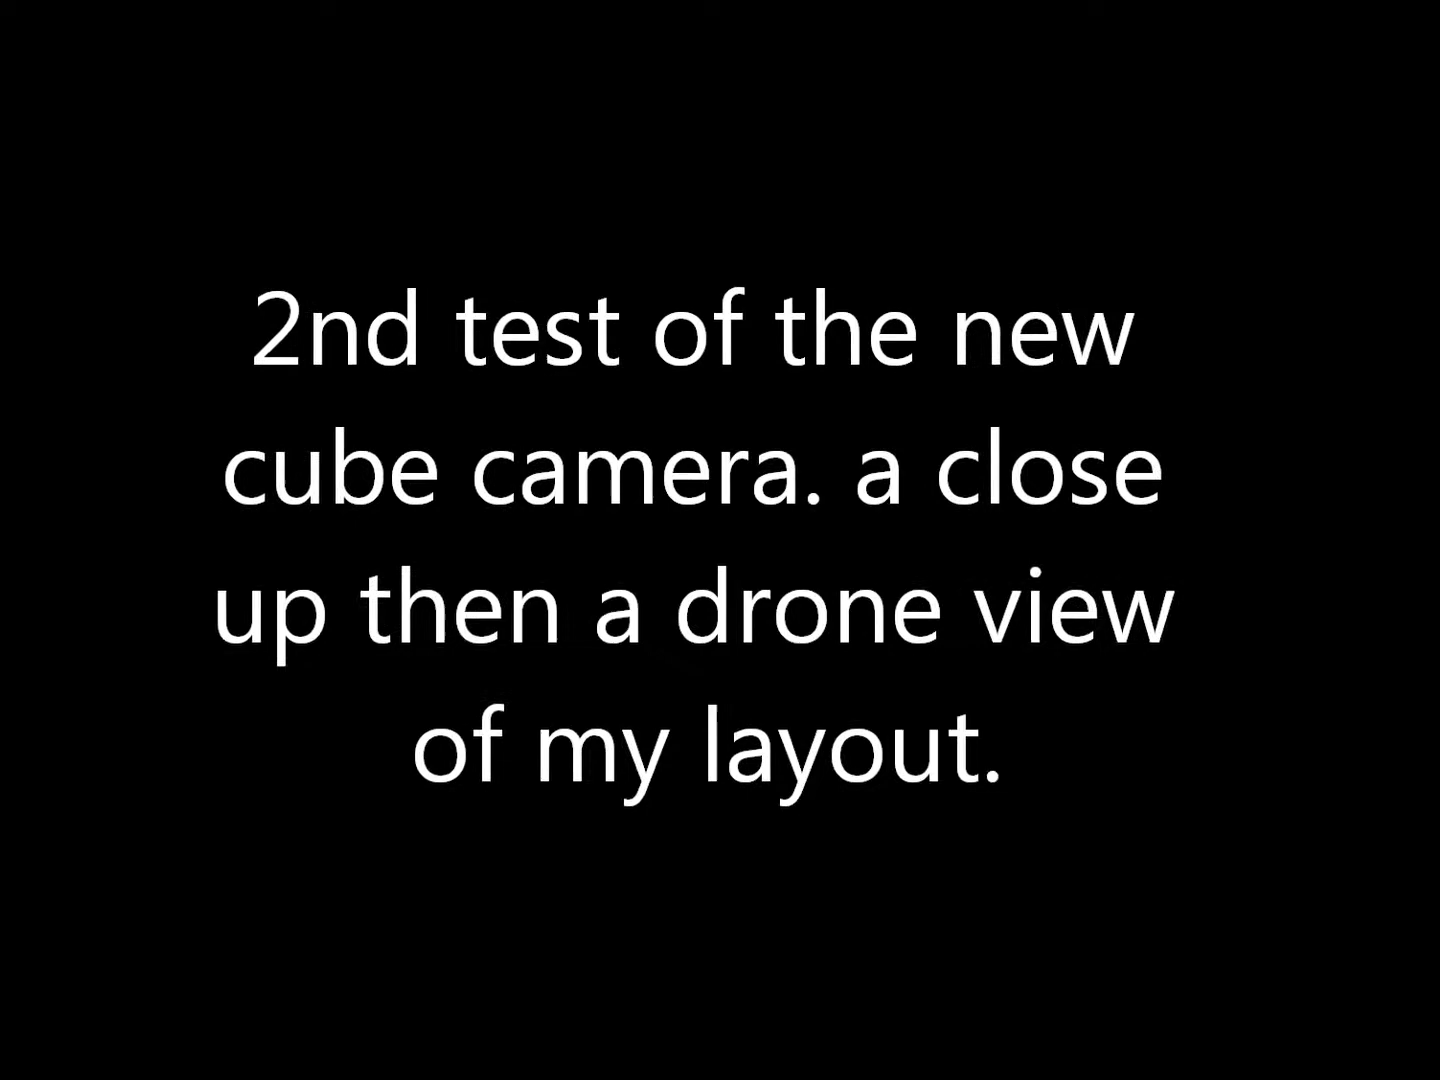 2nd test of the new
cube camera. a close
up then a drone view
of my layout.